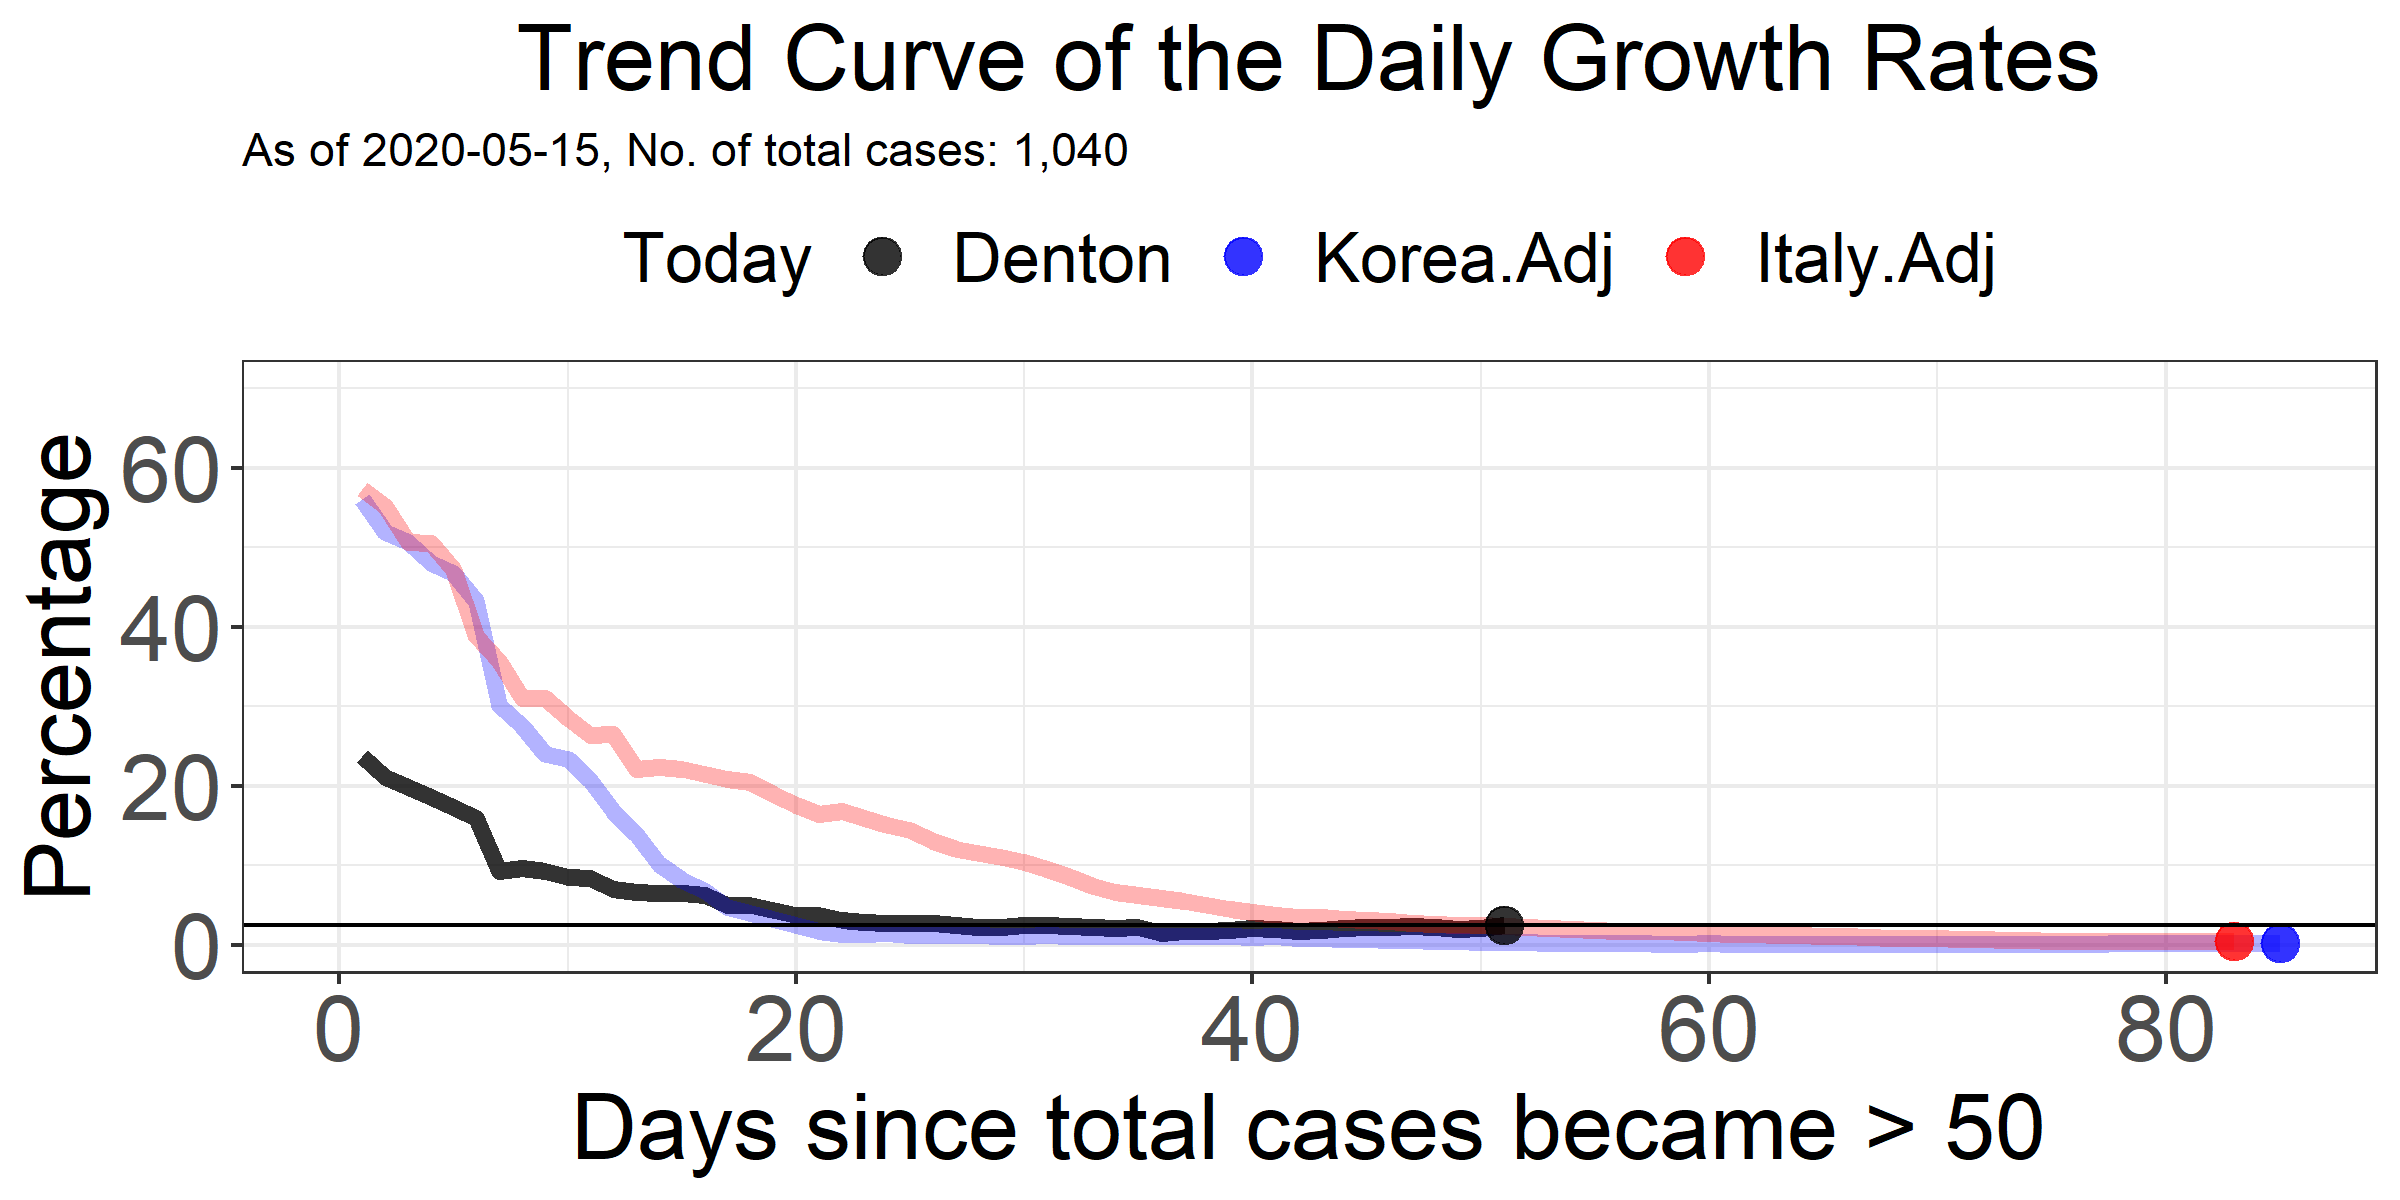 Trend Curve of the Daily Growth Rates
As of 2020-05-15, No. of total cases: 1,040
Today Denton Korea.Adj Italy.Adj
Percentage
60
40
20
0
0 20 40 60 80
Days since total cases became > 50